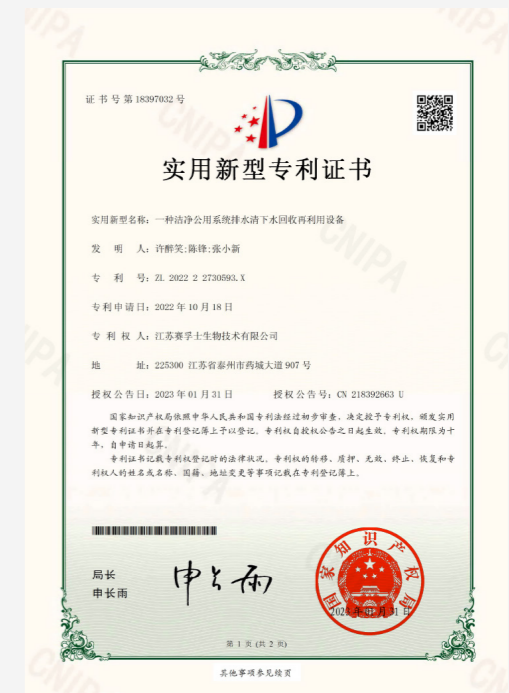 证书号第18397032号
实用新型专利证书
实用新型名称：一种洁净公用系统排水清下水回收再利用设备
发明人：许醉笑;陈锋;张小新
专利号：ZL 2022 2 2730593.X
专利申请日：2022年10月18日
专利权人：江苏赛孚士生物技术有限公司
地址：225300 江苏省泰州市药城大道907号
授权公告日：2023年01月31日 授权公告号：CN 218392663 U
国家知识产权局依照中华人民共和国专利法经过初步审查，决定授予专利权，颁发实用
新型专利证书并在专利登记簿上予以登记。专利权自授权公告之日起生效。专利权期限为十
年，自申请日起算。
专利证书记载专利权登记时的法律状况。专利权的转移、质押、无效、终止、恢复和专
利权人的姓名或名称、国籍、地址变更等事项记载在专利登记簿上。
局长
申长雨
申长雨
国家知识产权局
2023年01月31日
第 1 页 (共 2 页)
其他事项参见续页
CNIPA
CNIPA
CNIPA
CNIPA